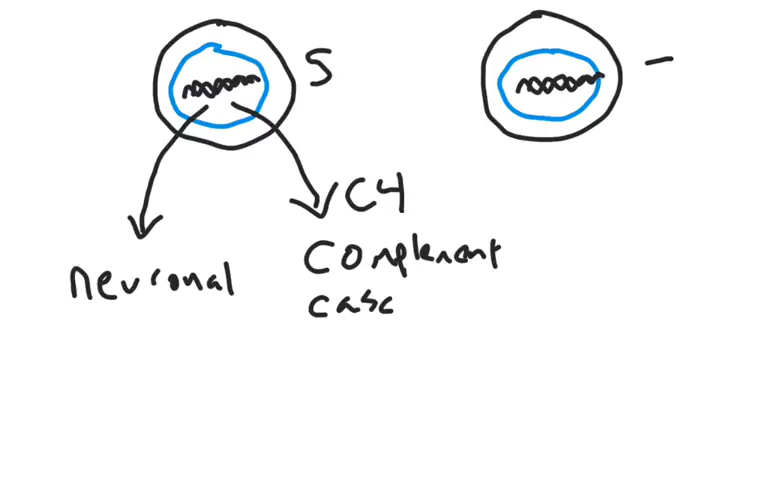 S
–
C4
neuronal
complement
casc